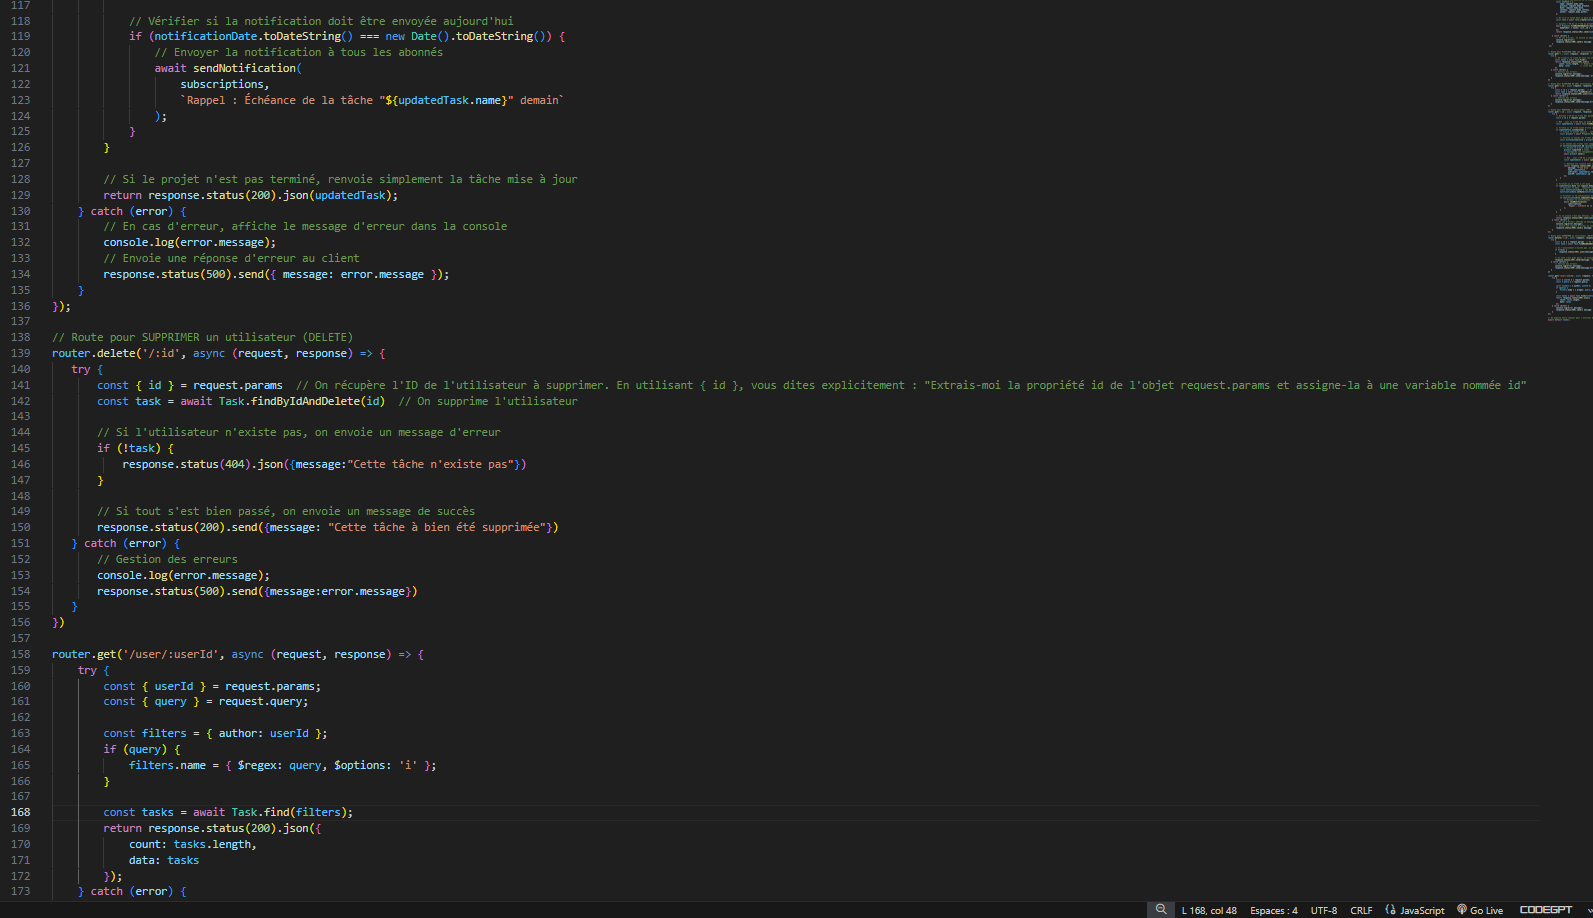 117
118 // Vérifier si la notification doit être envoyée aujourd'hui
119 if (notificationDate.toDateString() === new Date().toDateString()) {
120 // Envoyer la notification à tous les abonnés
121 await sendNotification(
122 subscriptions,
123 `Rappel : Échéance de la tâche "${updatedTask.name}" demain`
124 );
125 }
126 }
127
128 // Si le projet n'est pas terminé, renvoie simplement la tâche mise à jour
129 return response.status(200).json(updatedTask);
130 } catch (error) {
131 // En cas d'erreur, affiche le message d'erreur dans la console
132 console.log(error.message);
133 // Envoie une réponse d'erreur au client
134 response.status(500).send({ message: error.message });
135 }
136 });
137
138 // Route pour SUPPRIMER un utilisateur (DELETE)
139 router.delete('/:id', async (request, response) => {
140 try {
141 const { id } = request.params // On récupère l'ID de l'utilisateur à supprimer. En utilisant { id }, vous dites explicitement : "Extrais-moi la propriété id de l'objet request.params et assigne-la à une variable nommée id"
142 const task = await Task.findByIdAndDelete(id) // On supprime l'utilisateur
143
144 // Si l'utilisateur n'existe pas, on envoie un message d'erreur
145 if (!task) {
146 response.status(404).json({message:"Cette tâche n'existe pas"})
147 }
148
149 // Si tout s'est bien passé, on envoie un message de succès
150 response.status(200).send({message: "Cette tâche à bien été supprimée"})
151 } catch (error) {
152 // Gestion des erreurs
153 console.log(error.message);
154 response.status(500).send({message:error.message})
155 }
156 })
157
158 router.get('/user/:userId', async (request, response) => {
159 try {
160 const { userId } = request.params;
161 const { query } = request.query;
162
163 const filters = { author: userId };
164 if (query) {
165 filters.name = { $regex: query, $options: 'i' };
166 }
167
168 const tasks = await Task.find(filters);
169 return response.status(200).json({
170 count: tasks.length,
171 data: tasks
172 });
173 } catch (error) {
L 168, col 48 Espaces : 4 UTF-8 CRLF {} JavaScript Go Live CODEGPT